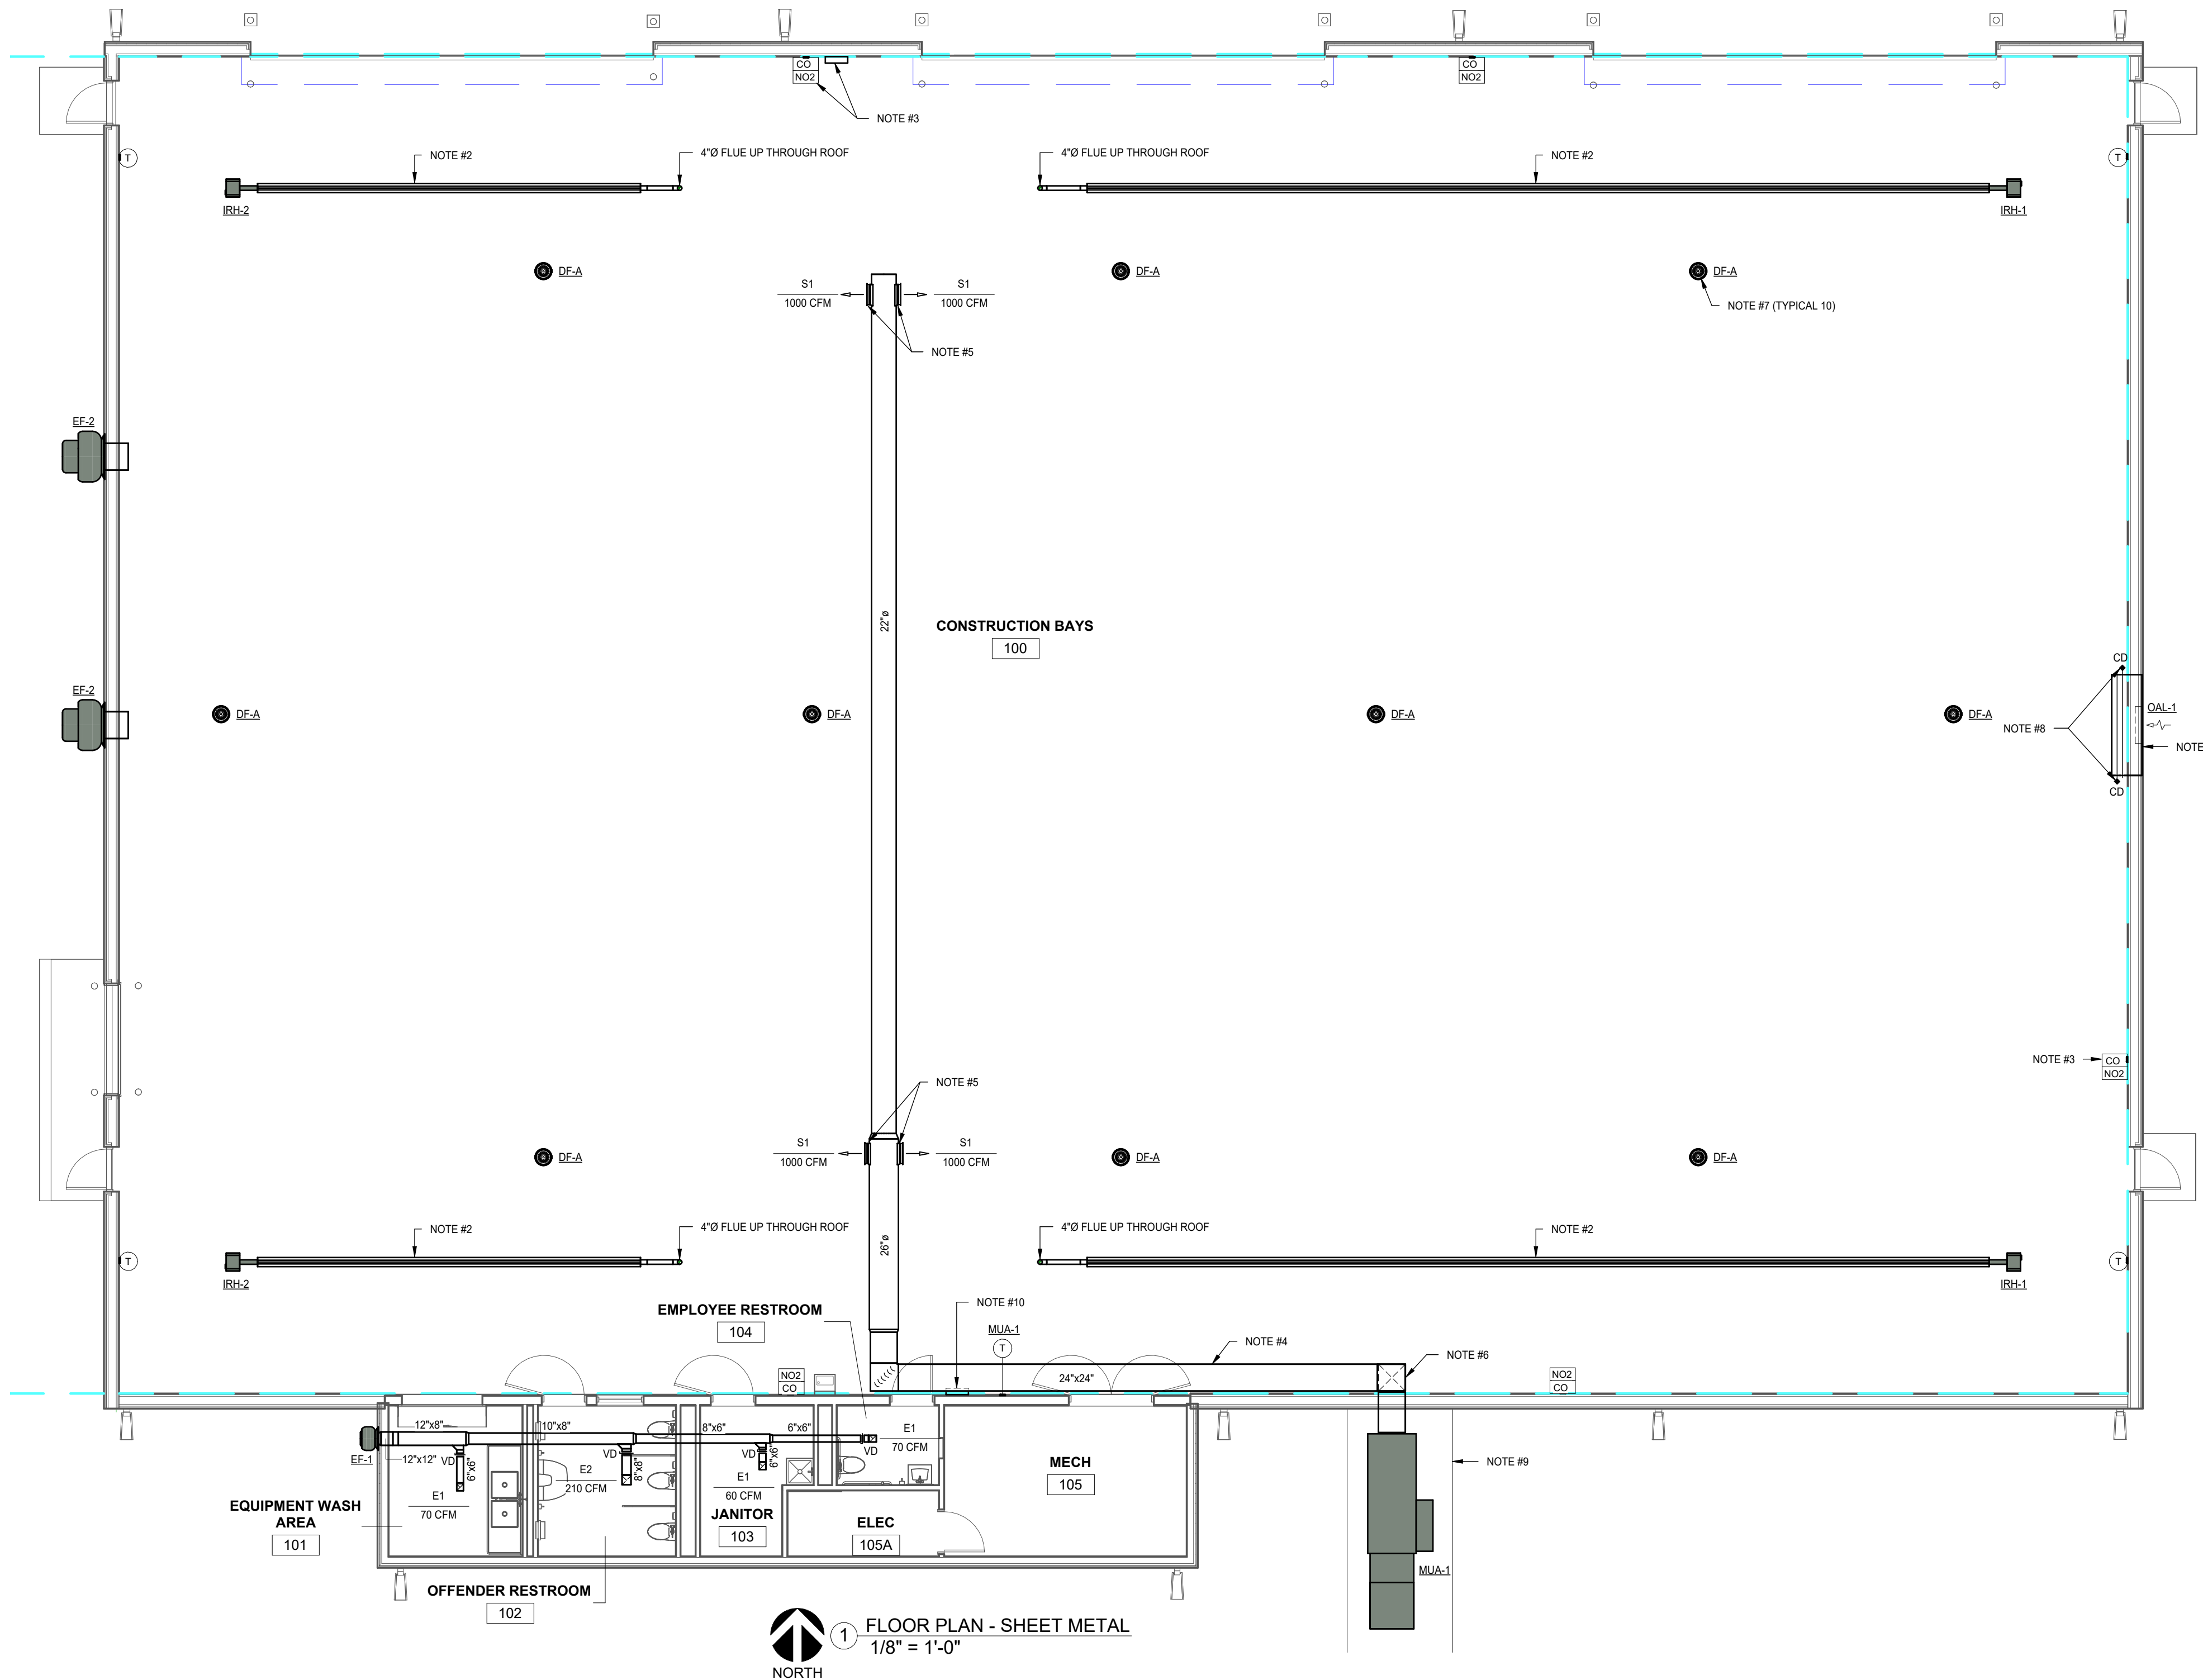 CO
NO2
CO
NO2
NOTE #3
T
NOTE #2
4"Ø FLUE UP THROUGH ROOF
4"Ø FLUE UP THROUGH ROOF
NOTE #2
T
IRH-2
IRH-1
DF-A
DF-A
DF-A
S1
1000 CFM
S1
1000 CFM
NOTE #7 (TYPICAL 10)
NOTE #5
EF-2
22"ø
CONSTRUCTION BAYS
100
EF-2
DF-A
DF-A
DF-A
DF-A
CD
OAL-1
NOTE #8
NOTE
CD
NOTE #3
CO
NO2
NOTE #5
S1
1000 CFM
S1
1000 CFM
DF-A
DF-A
DF-A
NOTE #2
4"Ø FLUE UP THROUGH ROOF
4"Ø FLUE UP THROUGH ROOF
NOTE #2
26"ø
T
T
IRH-2
IRH-1
EMPLOYEE RESTROOM
104
NOTE #10
MUA-1
T
NOTE #4
NOTE #6
24"x24"
NO2
CO
NO2
CO
12"x8"
10"x8"
8"x6"
6"x6"
E1
70 CFM
EF-1
12"x12"
VD
6"x6"
VD
8"x8"
VD
6"x6"
VD
E1
70 CFM
E2
210 CFM
E1
60 CFM
MECH
105
NOTE #9
EQUIPMENT WASH
AREA
101
JANITOR
103
ELEC
105A
MUA-1
OFFENDER RESTROOM
102
1
FLOOR PLAN - SHEET METAL
1/8" = 1'-0"
NORTH